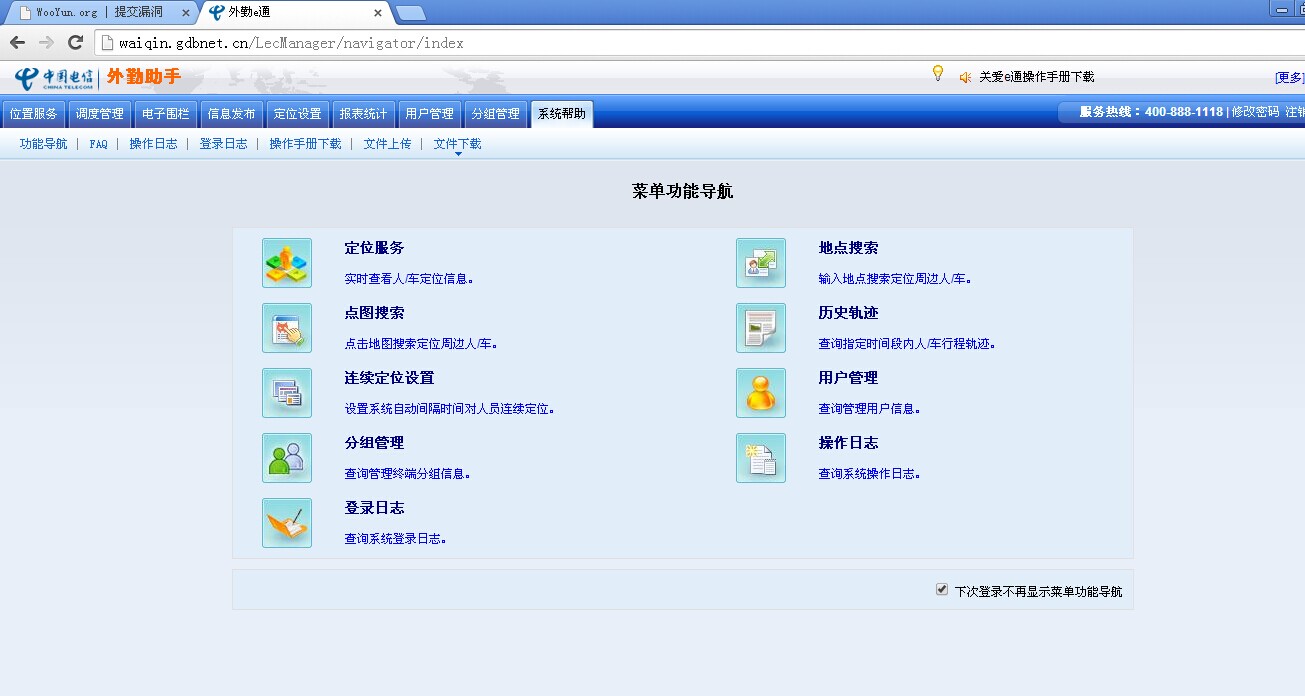 WooYun.org | 提交漏洞
外勤e通
waiqin.gdbnet.cn/LecManager/navigator/index
中国电信 CHINA TELECOM 外勤助手
关爱e通操作手册下载
[更多]
位置服务 调度管理 电子围栏 信息发布 定位设置 报表统计 用户管理 分组管理 系统帮助
服务热线：400-888-1118 | 修改密码 注销
功能导航 | FAQ | 操作日志 | 登录日志 | 操作手册下载 | 文件上传 | 文件下载
菜单功能导航
定位服务
实时查看人/车定位信息。
地点搜索
输入地点搜索定位周边人/车。
点图搜索
点击地图搜索定位周边人/车。
历史轨迹
查询指定时间段内人/车行程轨迹。
连续定位设置
设置系统自动间隔时间对人员连续定位。
用户管理
查询管理用户信息。
分组管理
查询管理终端分组信息。
操作日志
查询系统操作日志。
登录日志
查询系统登录日志。
下次登录不再显示菜单功能导航